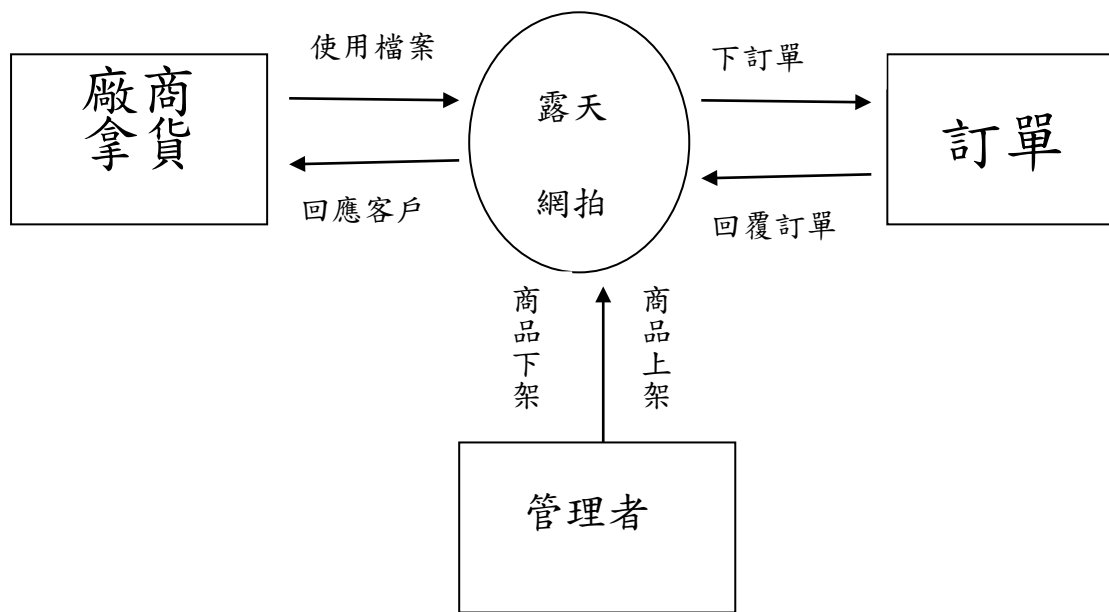 使用檔案
下訂單
廠商
拿貨
露天
網拍
訂單
回應客戶
回覆訂單
商品下架
商品上架
管理者